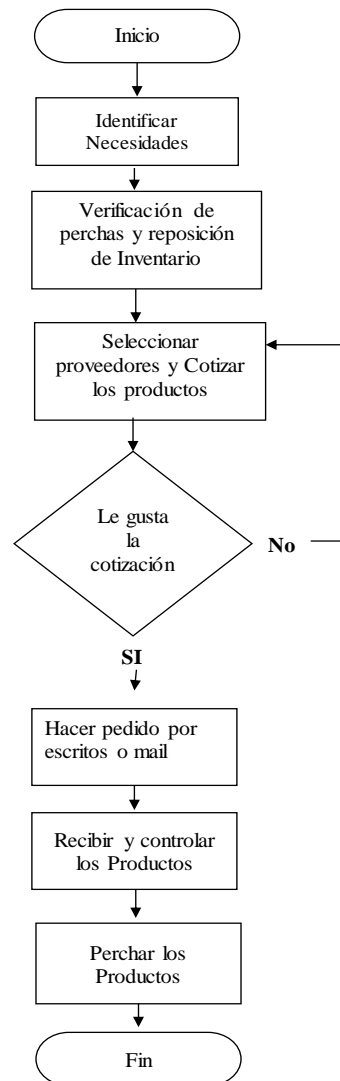 Inicio
Identificar
Necesidades
Verificación de
perchas y reposición
de Inventario
Seleccionar
proveedores y Cotizar
los productos
Le gusta
la
cotización
No
SI
Hacer pedido por
escritos o mail
Recibir y controlar
los Productos
Perchar los
Productos
Fin